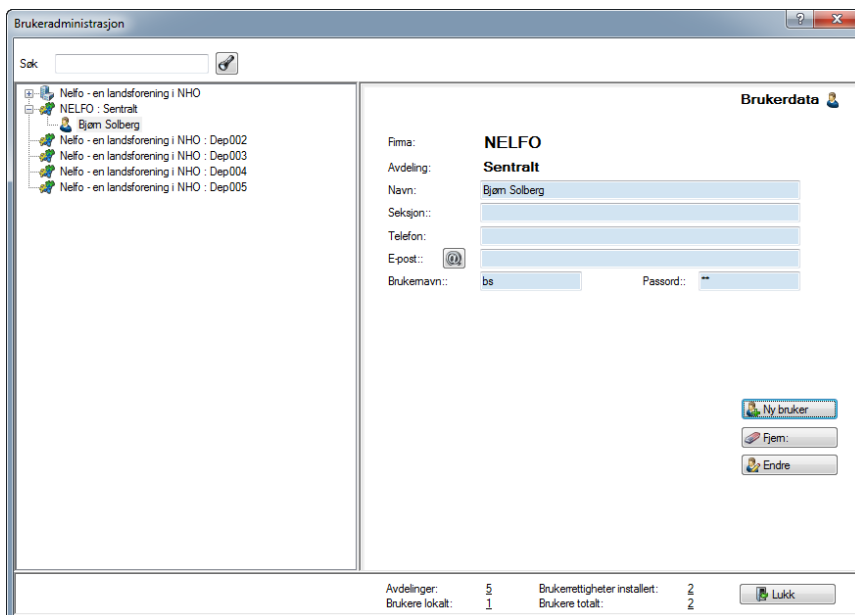 Brukeradministrasjon
Søk
Nelfo - en landsforening i NHO
NELFO : Sentralt
Bjørn Solberg
Nelfo - en landsforening i NHO : Dep002
Nelfo - en landsforening i NHO : Dep003
Nelfo - en landsforening i NHO : Dep004
Nelfo - en landsforening i NHO : Dep005
Brukerdata
Firma: NELFO
Avdeling: Sentralt
Navn: Bjørn Solberg
Seksjon::
Telefon:
E-post:: @
Brukernavn:: bs Passord:: **
Ny bruker
Fjern:
Endre
Avdelinger: 5 Brukerrettigheter installert: 2
Brukere lokalt: 1 Brukere totalt: 2
Lukk